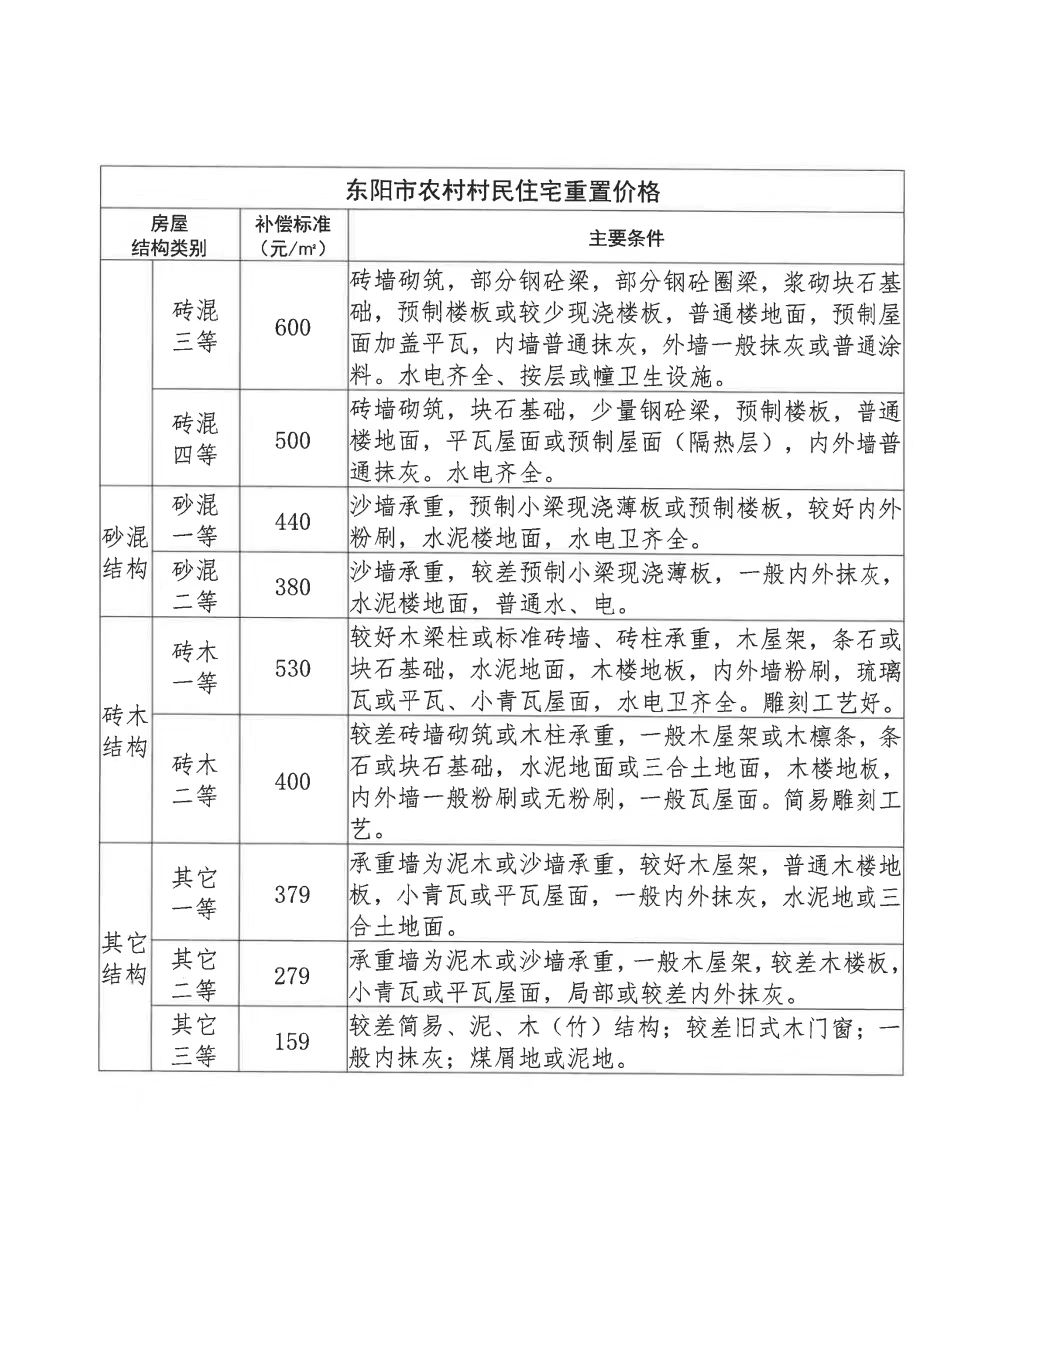 东阳市农村村民住宅重置价格
房屋
结构类别
补偿标准
（元/㎡）
主要条件
砖混
三等
600
砖墙砌筑，部分钢砼梁，部分钢砼圈梁，浆砌块石基
础，预制楼板或较少现浇楼板，普通楼地面，预制屋
面加盖平瓦，内墙普通抹灰，外墙一般抹灰或普通涂
料。水电齐全、按层或幢卫生设施。
砖混
四等
500
砖墙砌筑，块石基础，少量钢砼梁，预制楼板，普通
楼地面，平瓦屋面或预制屋面（隔热层），内外墙普
通抹灰。水电齐全。
砂混
结构
砂混
一等
440
沙墙承重，预制小梁现浇薄板或预制楼板，较好内外
粉刷，水泥楼地面，水电卫齐全。
砂混
二等
380
沙墙承重，较差预制小梁现浇薄板，一般内外抹灰，
水泥楼地面，普通水、电。
砖木
结构
砖木
一等
530
较好木梁柱或标准砖墙、砖柱承重，木屋架，条石或
块石基础，水泥地面，木楼地板，内外墙粉刷，琉璃
瓦或平瓦、小青瓦屋面，水电卫齐全。雕刻工艺好。
砖木
二等
400
较差砖墙砌筑或木柱承重，一般木屋架或木檩条，条
石或块石基础，水泥地面或三合土地面，木楼地板，
内外墙一般粉刷或无粉刷，一般瓦屋面。简易雕刻工
艺。
其它
结构
其它
一等
379
承重墙为泥木或沙墙承重，较好木屋架，普通木楼地
板，小青瓦或平瓦屋面，一般内外抹灰，水泥地或三
合土地面。
其它
二等
279
承重墙为泥木或沙墙承重，一般木屋架，较差木楼板，
小青瓦或平瓦屋面，局部或较差内外抹灰。
其它
三等
159
较差简易、泥、木（竹）结构；较差旧式木门窗；一
般内抹灰；煤屑地或泥地。